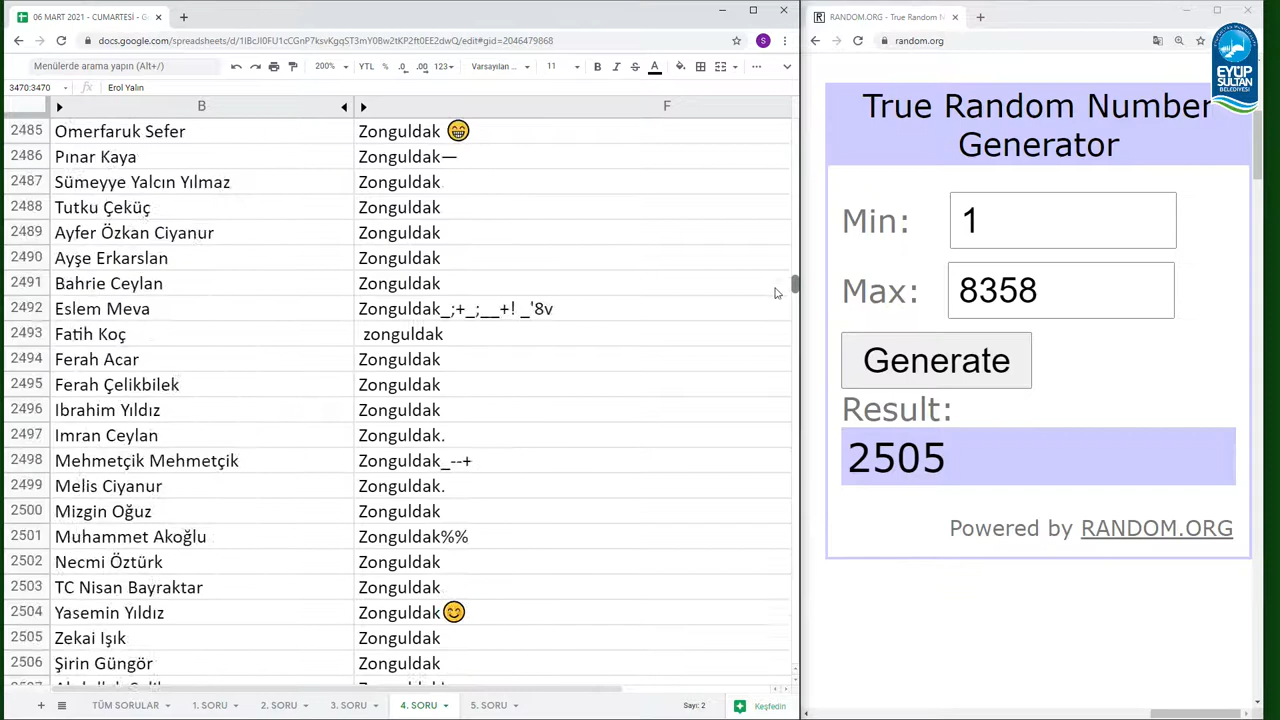 06 MART 2021 - CUMARTESİ - G
docs.google.com/spreadsheets/d/1IBcJI0FU1cCGnP7ksvKgqST3mY0Bw2tKP2ft0EE2dwQ/edit#gid=2046479868
Menülerde arama yapın (Alt+/)
200%
YTL
%
.0
.00
123
Varsayılan ...
11
B
I
S
A
3470:3470
fx
Erol Yalın
B
F
2485 Omerfaruk Sefer Zonguldak 😁
2486 Pınar Kaya Zonguldak—
2487 Sümeyye Yalcın Yılmaz Zonguldak
2488 Tutku Çeküç Zonguldak
2489 Ayfer Özkan Ciyanur Zonguldak
2490 Ayşe Erkarslan Zonguldak
2491 Bahrie Ceylan Zonguldak
2492 Eslem Meva Zonguldak_;+_;__+! _'8v
2493 Fatih Koç zonguldak
2494 Ferah Acar Zonguldak
2495 Ferah Çelikbilek Zonguldak
2496 Ibrahim Yıldız Zonguldak
2497 Imran Ceylan Zonguldak.
2498 Mehmetçik Mehmetçik Zonguldak_--+
2499 Melis Ciyanur Zonguldak.
2500 Mizgin Oğuz Zonguldak
2501 Muhammet Akoğlu Zonguldak%%
2502 Necmi Öztürk Zonguldak
2503 TC Nisan Bayraktar Zonguldak
2504 Yasemin Yıldız Zonguldak😊
2505 Zekai Işık Zonguldak
2506 Şirin Güngör Zonguldak
TÜM SORULAR
1. SORU
2. SORU
3. SORU
4. SORU
5. SORU
Say: 2
Keşfedin
RANDOM.ORG - True Random N
random.org
EYÜP
SULTAN
BELEDİYESİ
True Random Number
Generator
Min: 1
Max: 8358
Generate
Result:
2505
Powered by RANDOM.ORG